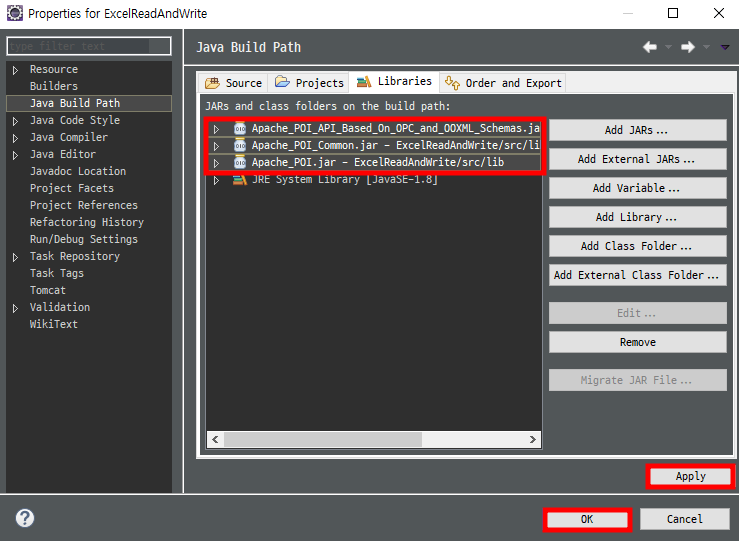 Properties for ExcelReadAndWrite
type filter text
Java Build Path
Resource
Builders
Java Build Path
Java Code Style
Java Compiler
Java Editor
Javadoc Location
Project Facets
Project References
Refactoring History
Run/Debug Settings
Task Repository
Task Tags
Tomcat
Validation
WikiText
Source
Projects
Libraries
Order and Export
JARs and class folders on the build path:
Apache_POI_API_Based_On_OPC_and_OOXML_Schemas.ja
Apache_POI_Common.jar - ExcelReadAndWrite/src/li
Apache_POI.jar - ExcelReadAndWrite/src/lib
JRE System Library [JavaSE-1.8]
Add JARs...
Add External JARs...
Add Variable...
Add Library...
Add Class Folder...
Add External Class Folder...
Edit...
Remove
Migrate JAR File...
Apply
OK
Cancel